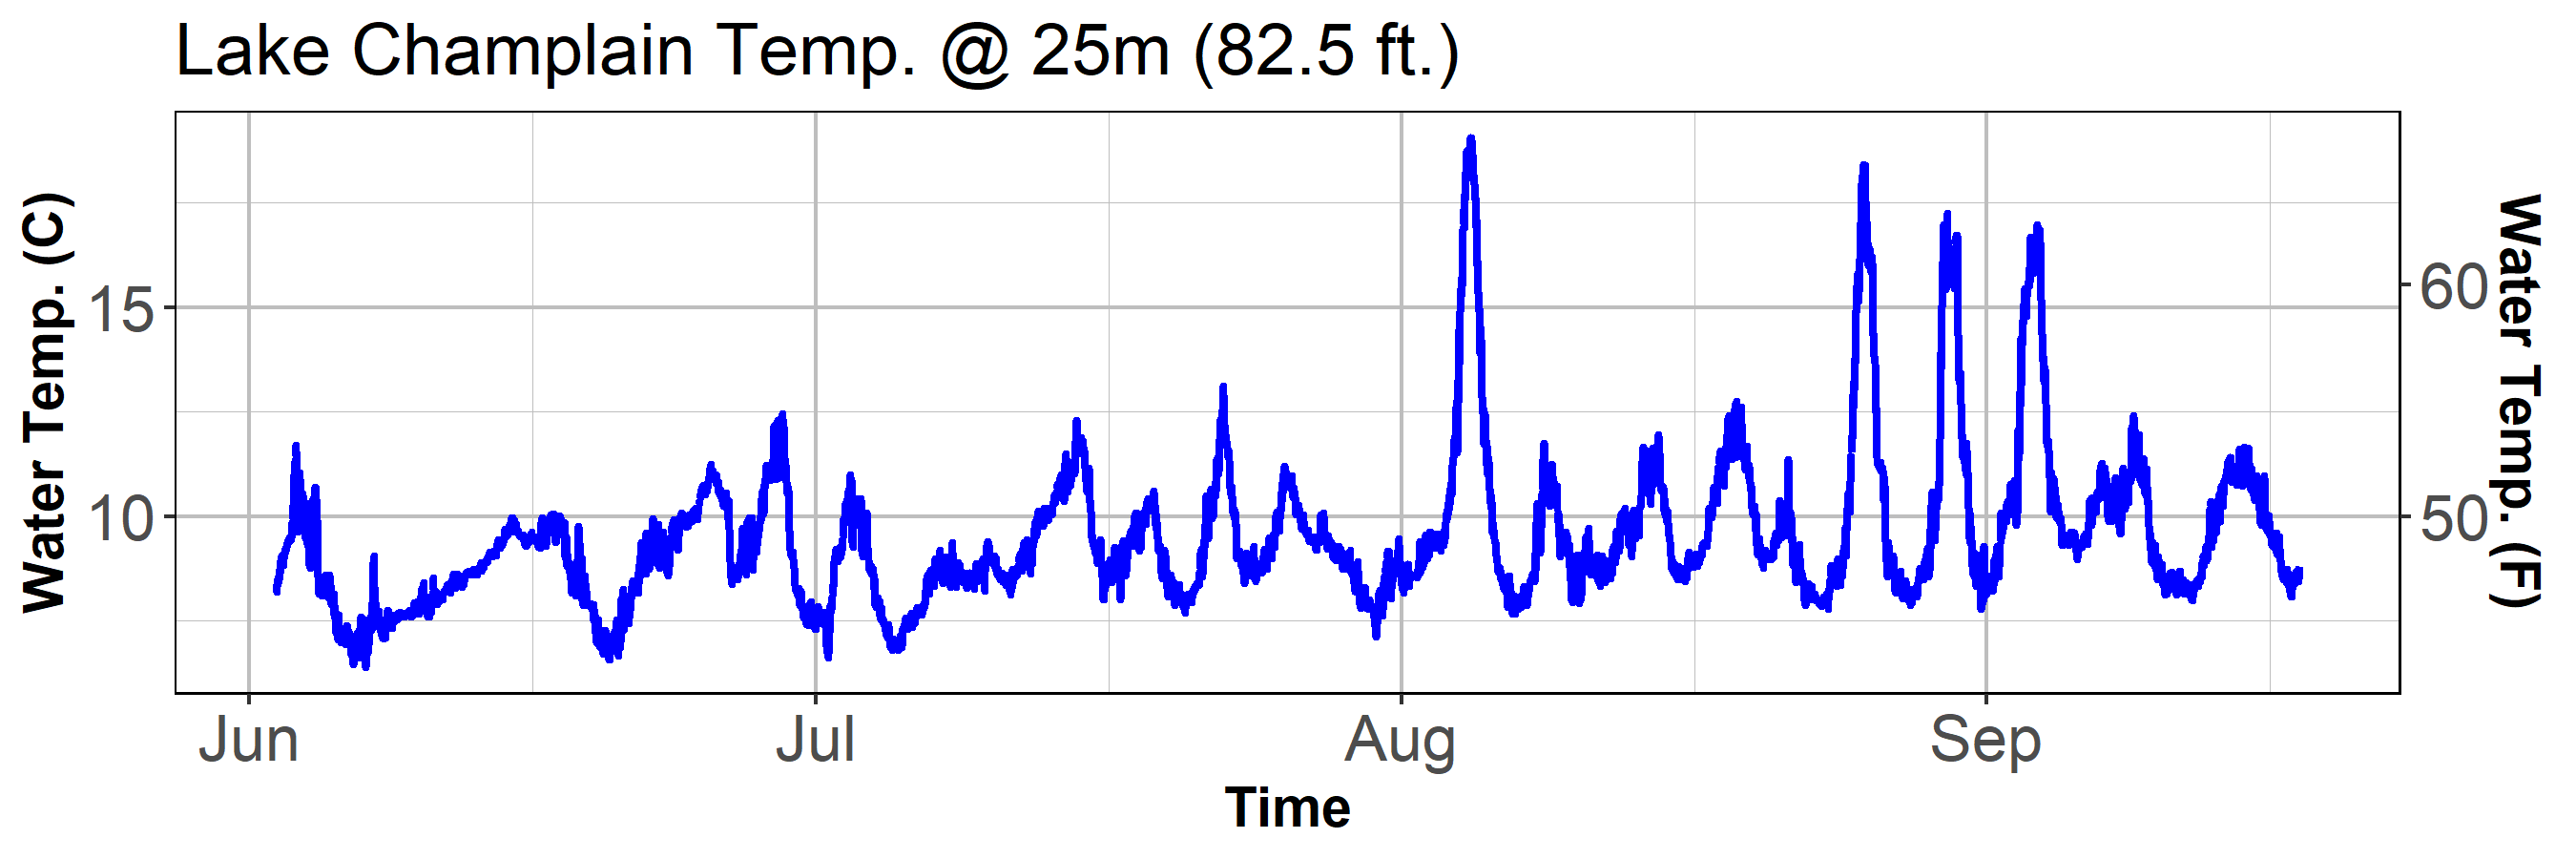 Lake Champlain Temp. @ 25m (82.5 ft.)
Water Temp. (C)
15
10
60
50
Water Temp. (F)
Jun Jul Aug Sep
Time